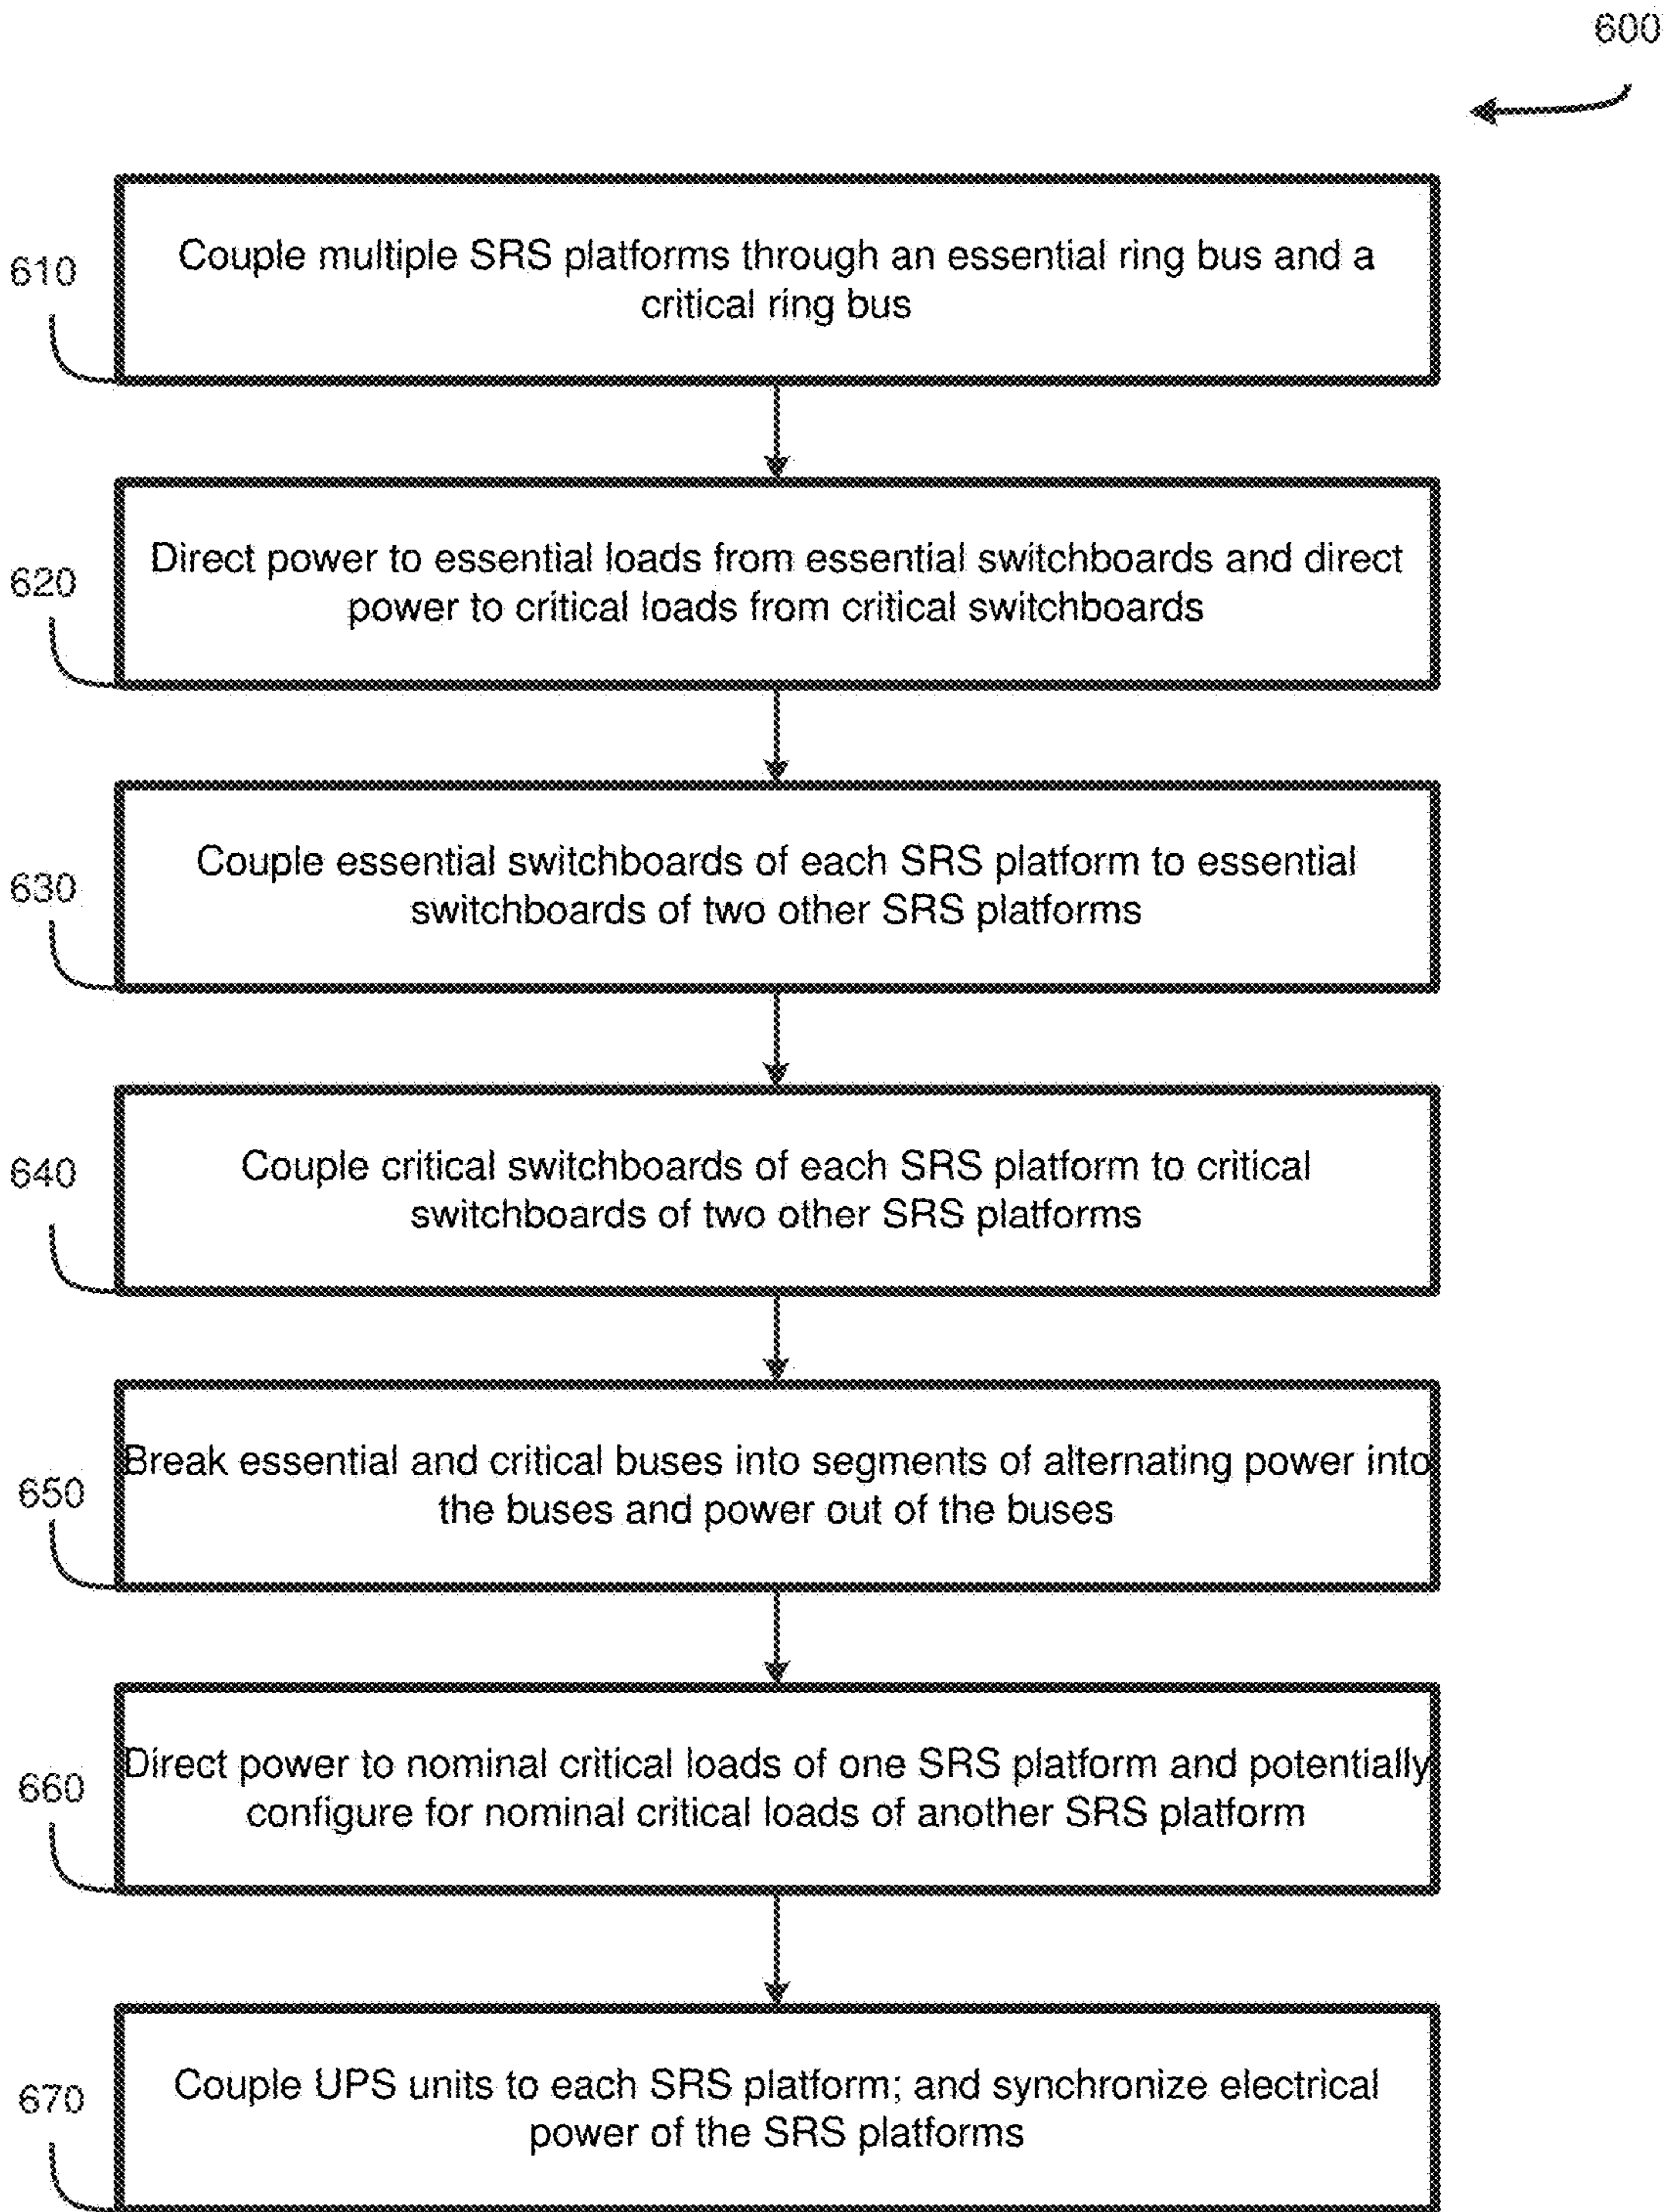 600
610
Couple multiple SRS platforms through an essential ring bus and a
critical ring bus
620
Direct power to essential loads from essential switchboards and direct
power to critical loads from critical switchboards
630
Couple essential switchboards of each SRS platform to essential
switchboards of two other SRS platforms
640
Couple critical switchboards of each SRS platform to critical
switchboards of two other SRS platforms
650
Break essential and critical buses into segments of alternating power into
the buses and power out of the buses
660
Direct power to nominal critical loads of one SRS platform and potentially
configure for nominal critical loads of another SRS platform
670
Couple UPS units to each SRS platform; and synchronize electrical
power of the SRS platforms